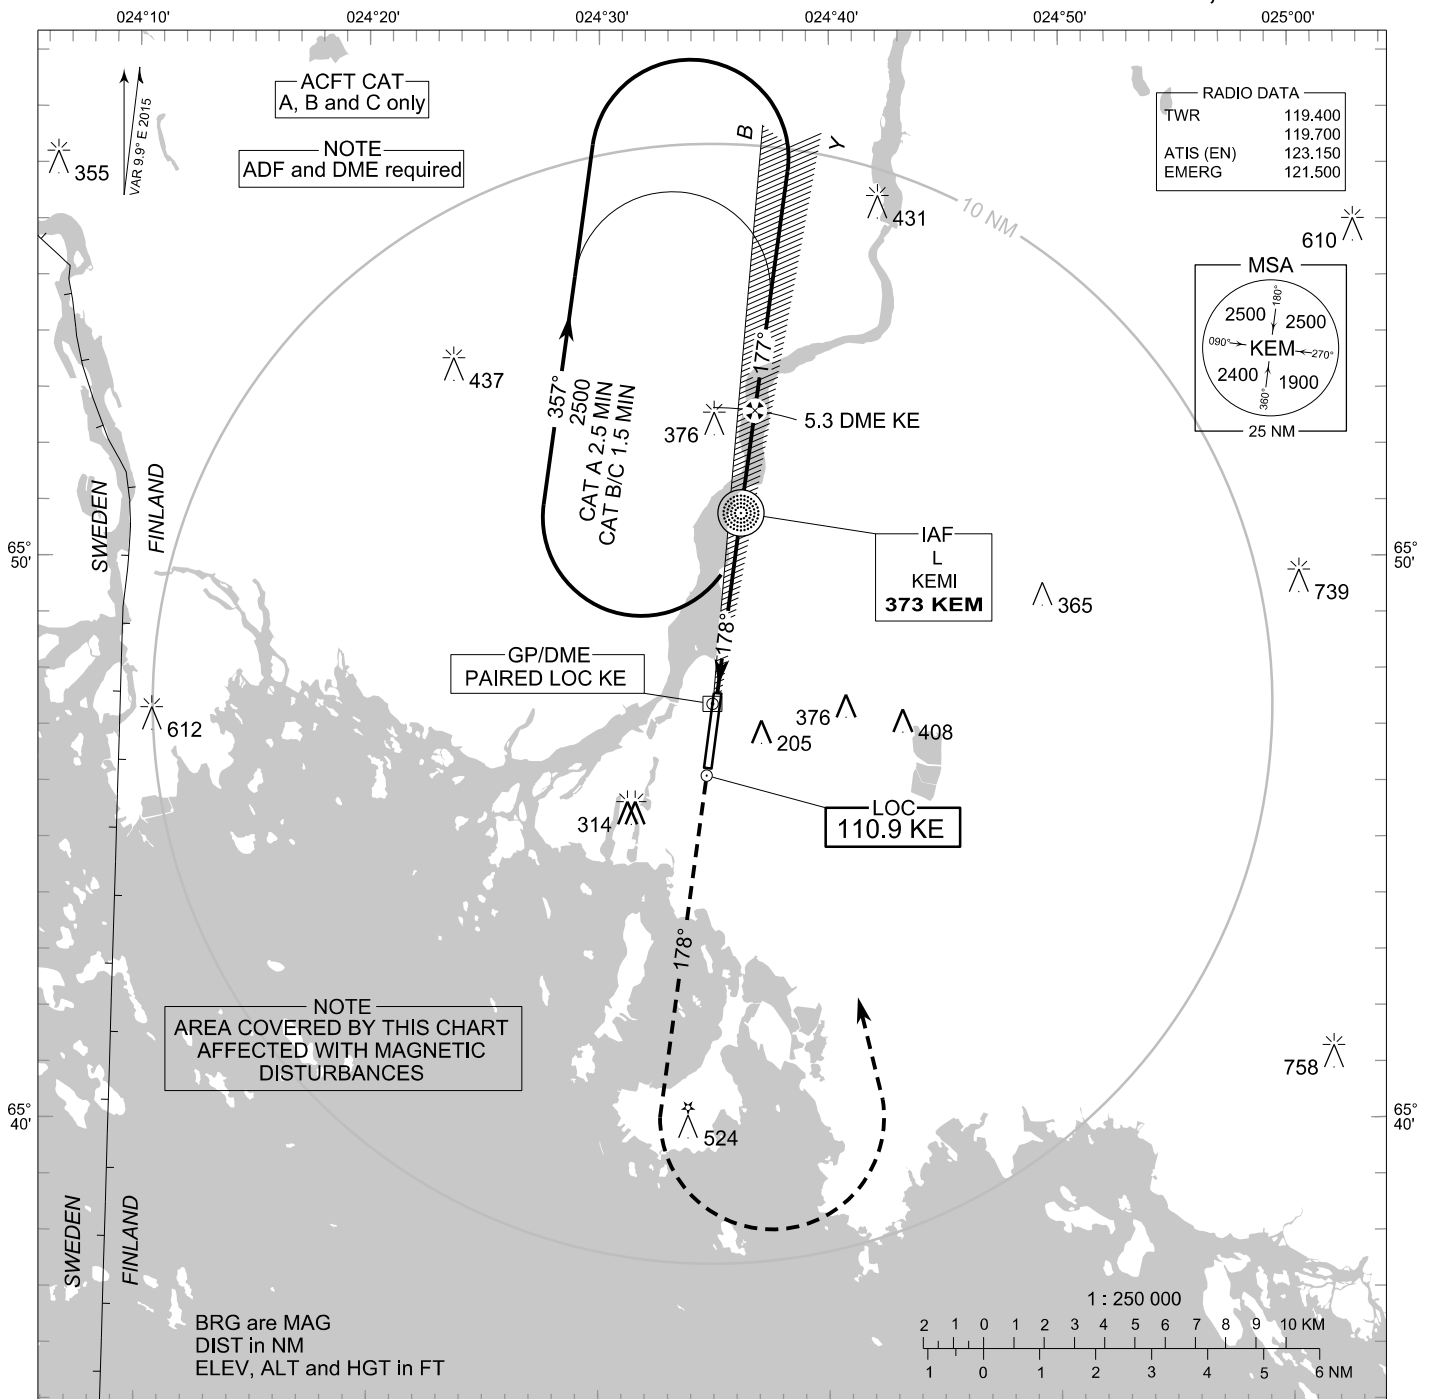 024°10'
024°20'
024°30'
024°40'
024°50'
025°00'
ACFT CAT
A, B and C only
NOTE
ADF and DME required
VAR 9.9° E 2015
355
B
Y
RADIO DATA
TWR 119.400
119.700
ATIS (EN) 123.150
EMERG 121.500
431
10 NM
610
MSA
180°
2500
2500
090°
KEM
270°
2400
1900
360°
25 NM
437
177°
357°
2500
CAT A 2.5 MIN
CAT B/C 1.5 MIN
376
5.3 DME KE
SWEDEN
FINLAND
65°
50'
65°
50'
IAF
L
KEMI
373 KEM
365
739
178°
GP/DME
PAIRED LOC KE
612
376
408
205
314
LOC
110.9 KE
178°
NOTE
AREA COVERED BY THIS CHART
AFFECTED WITH MAGNETIC
DISTURBANCES
758
65°
40'
65°
40'
524
SWEDEN
FINLAND
BRG are MAG
DIST in NM
ELEV, ALT and HGT in FT
1 : 250 000
2 1 0 1 2 3 4 5 6 7 8 9 10 KM
1 0 1 2 3 4 5 6 NM